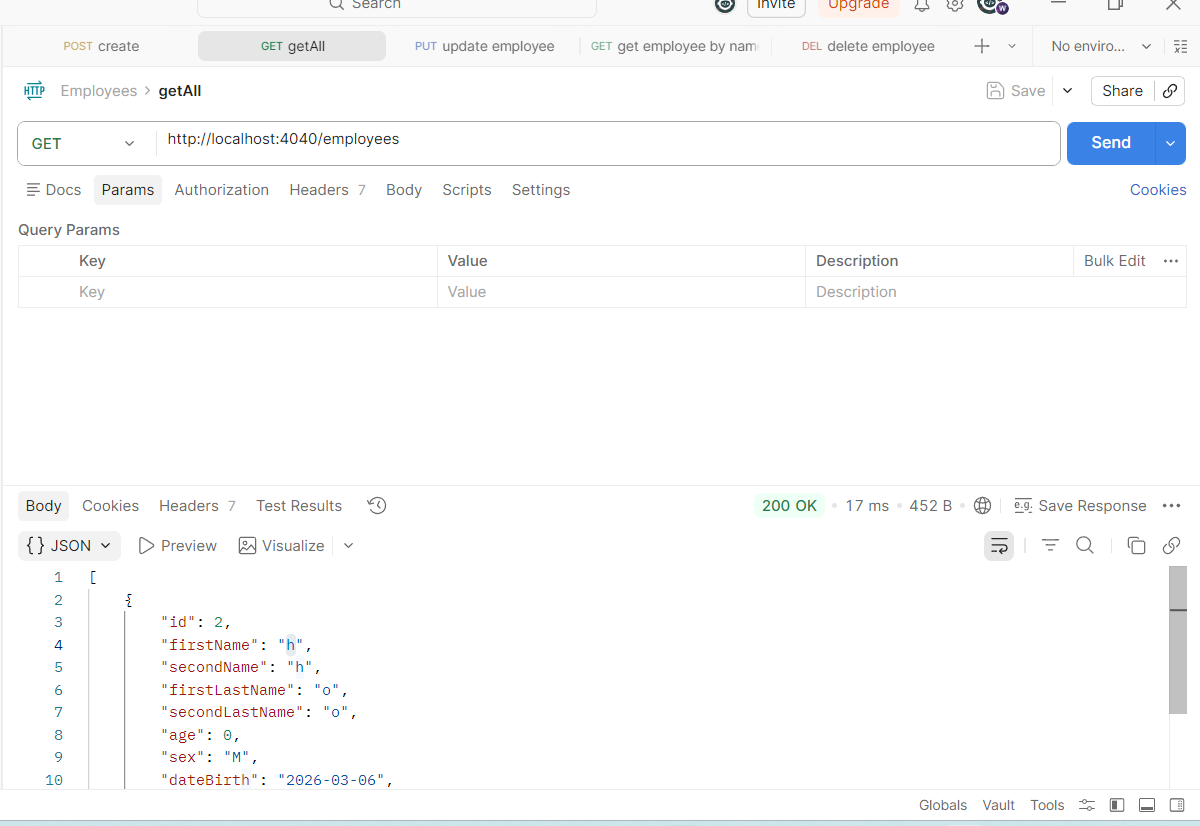 Search
Invite
Upgrade
W
POST create
GET getAll
PUT update employee
GET get employee by nam
DEL delete employee
No enviro...
HTTP Employees > getAll
Save
Share
GET
http://localhost:4040/employees
Send
Docs Params Authorization Headers 7 Body Scripts Settings
Cookies
Query Params
Key Value Description Bulk Edit
Key Value Description
Body Cookies Headers 7 Test Results
200 OK • 17 ms • 452 B • e.g. Save Response
{} JSON Preview Visualize
1 [
2 {
3 "id": 2,
4 "firstName": "h",
5 "secondName": "h",
6 "firstLastName": "o",
7 "secondLastName": "o",
8 "age": 0,
9 "sex": "M",
10 "dateBirth": "2026-03-06",
Globals Vault Tools